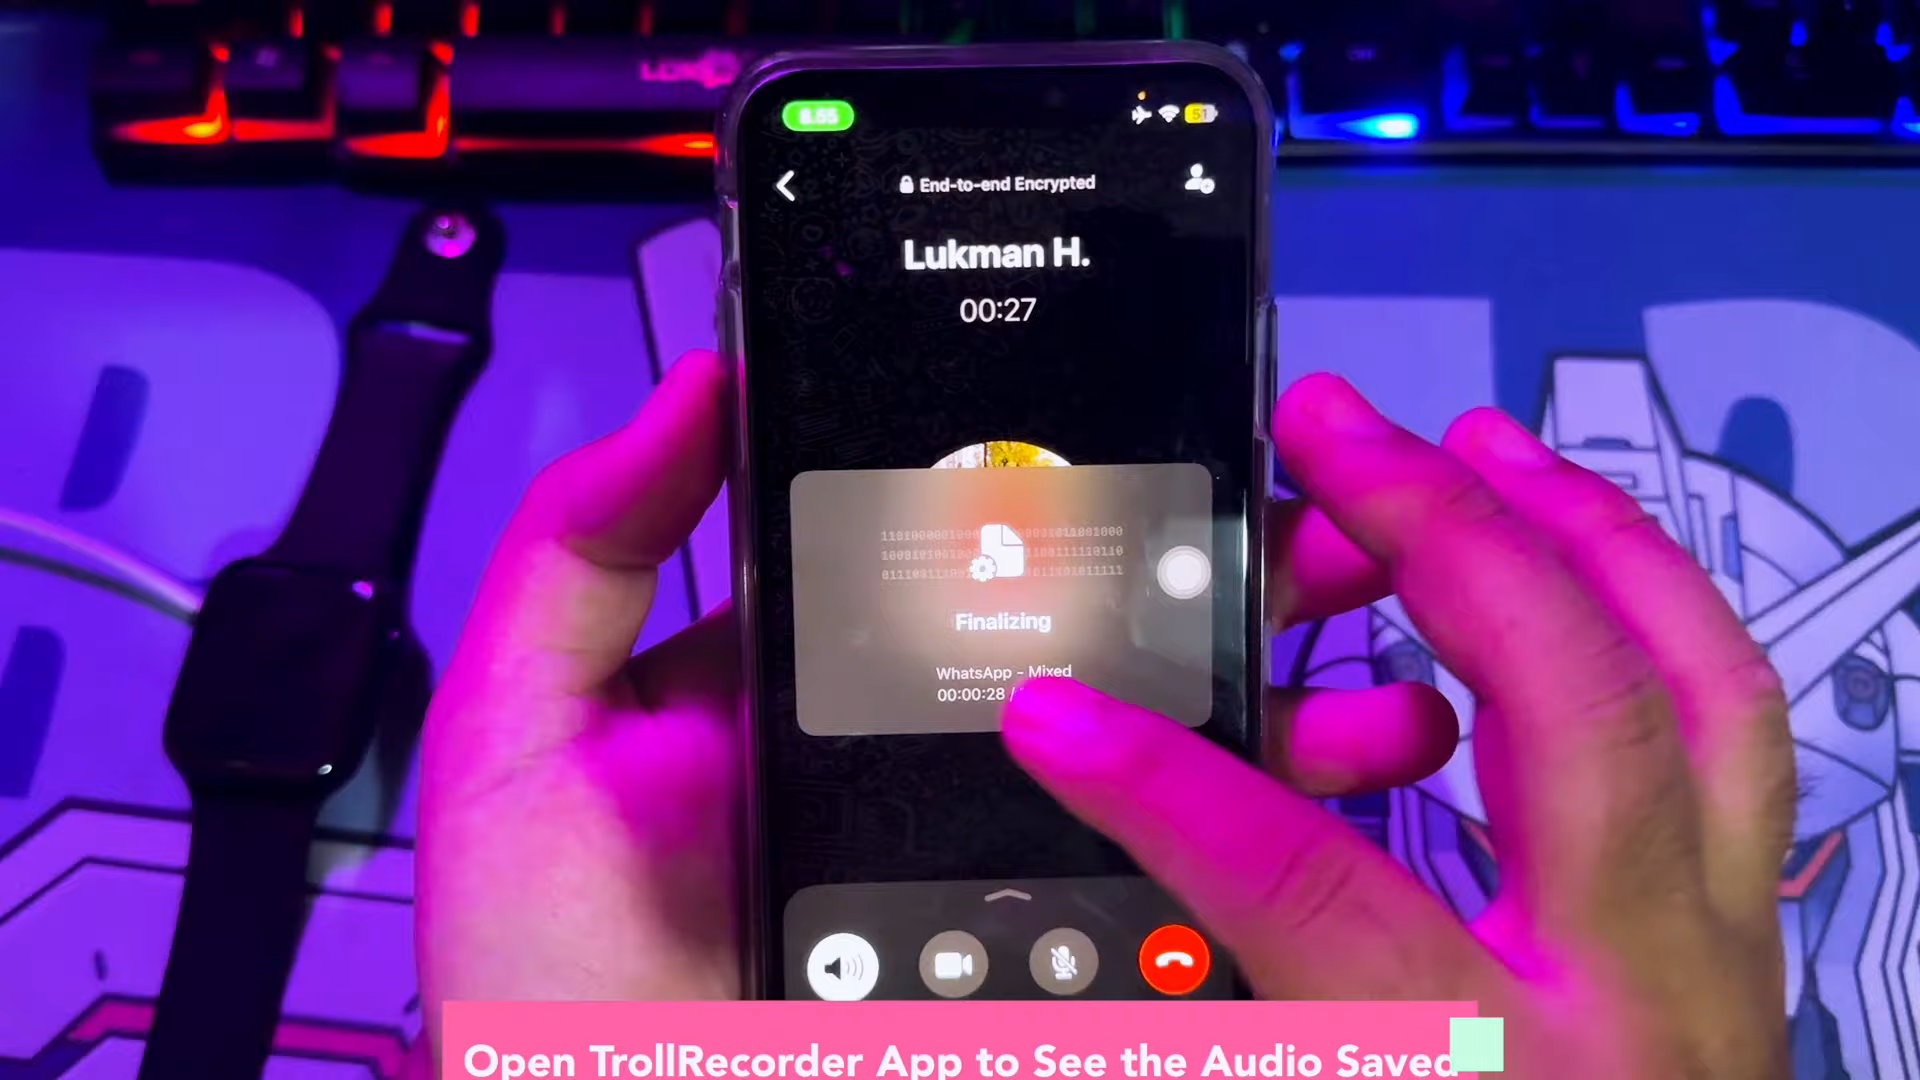 8.55
51
End-to-end Encrypted
Lukman H.
00:27
Finalizing
WhatsApp - Mixed
00:00:28 /
Open TrollRecorder App to See the Audio Saved